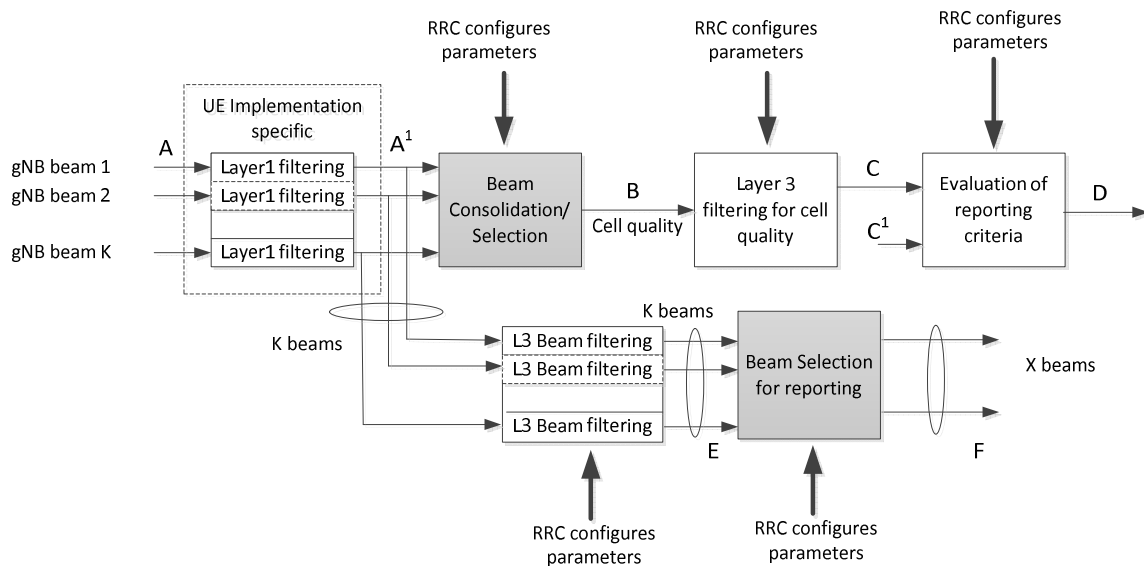 RRC configures
parameters
RRC configures
parameters
RRC configures
parameters
UE Implementation
specific
A
A¹
gNB beam 1
gNB beam 2
gNB beam K
Layer1 filtering
Layer1 filtering
Layer1 filtering
Beam
Consolidation/
Selection
B
Cell quality
Layer 3
filtering for cell
quality
C
C¹
Evaluation of
reporting
criteria
D
K beams
L3 Beam filtering
L3 Beam filtering
L3 Beam filtering
K beams
E
Beam Selection
for reporting
X beams
F
RRC configures
parameters
RRC configures
parameters